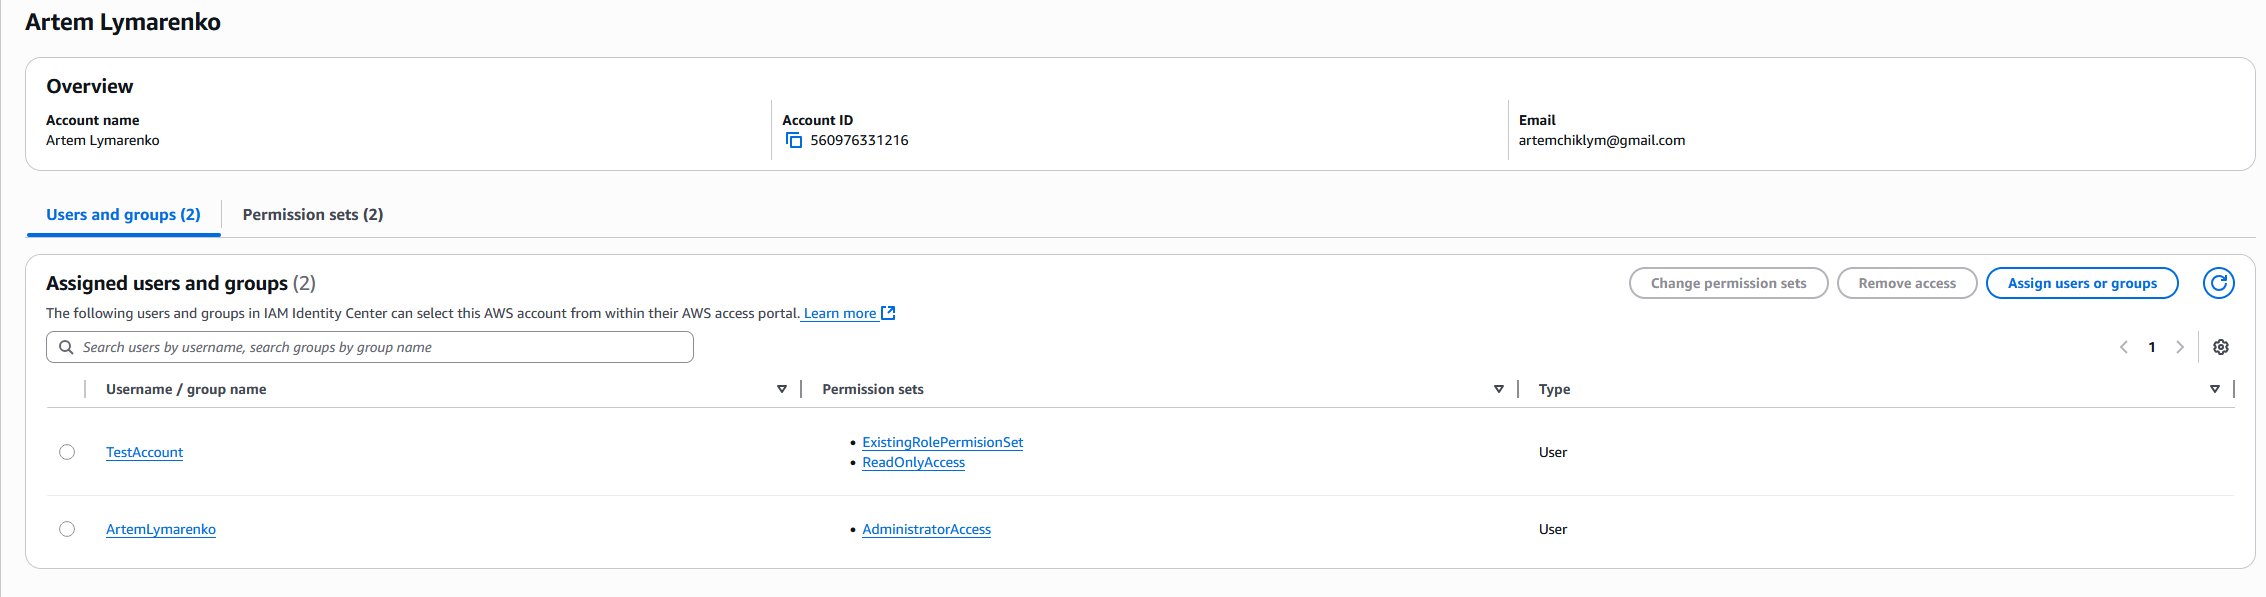 Artem Lymarenko
Overview
Account name
Artem Lymarenko
Account ID
560976331216
Email
artemchiklym@gmail.com
Users and groups (2)
Permission sets (2)
Assigned users and groups (2)
Change permission sets
Remove access
Assign users or groups
The following users and groups in IAM Identity Center can select this AWS account from within their AWS access portal. Learn more
Search users by username, search groups by group name
1
Username / group name
Permission sets
Type
TestAccount
ExistingRolePermisionSet
ReadOnlyAccess
User
ArtemLymarenko
AdministratorAccess
User